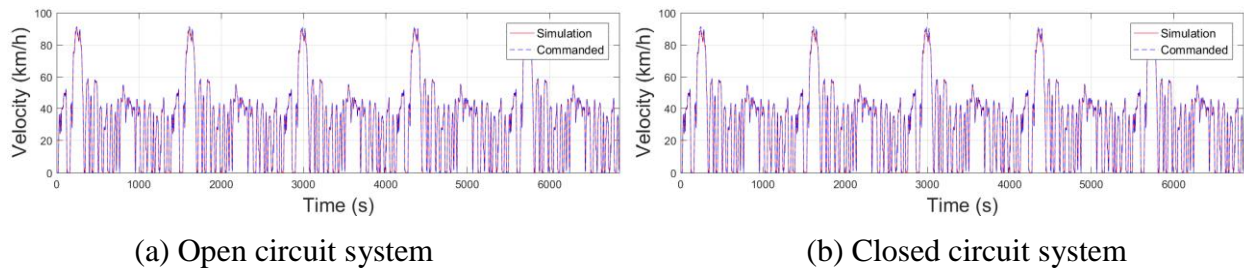 100
80
60
40
20
0
Velocity (km/h)
Simulation
Commanded
0 1000 2000 3000 4000 5000 6000
Time (s)
(a) Open circuit system
100
80
60
40
20
0
Velocity (km/h)
Simulation
Commanded
0 1000 2000 3000 4000 5000 6000
Time (s)
(b) Closed circuit system